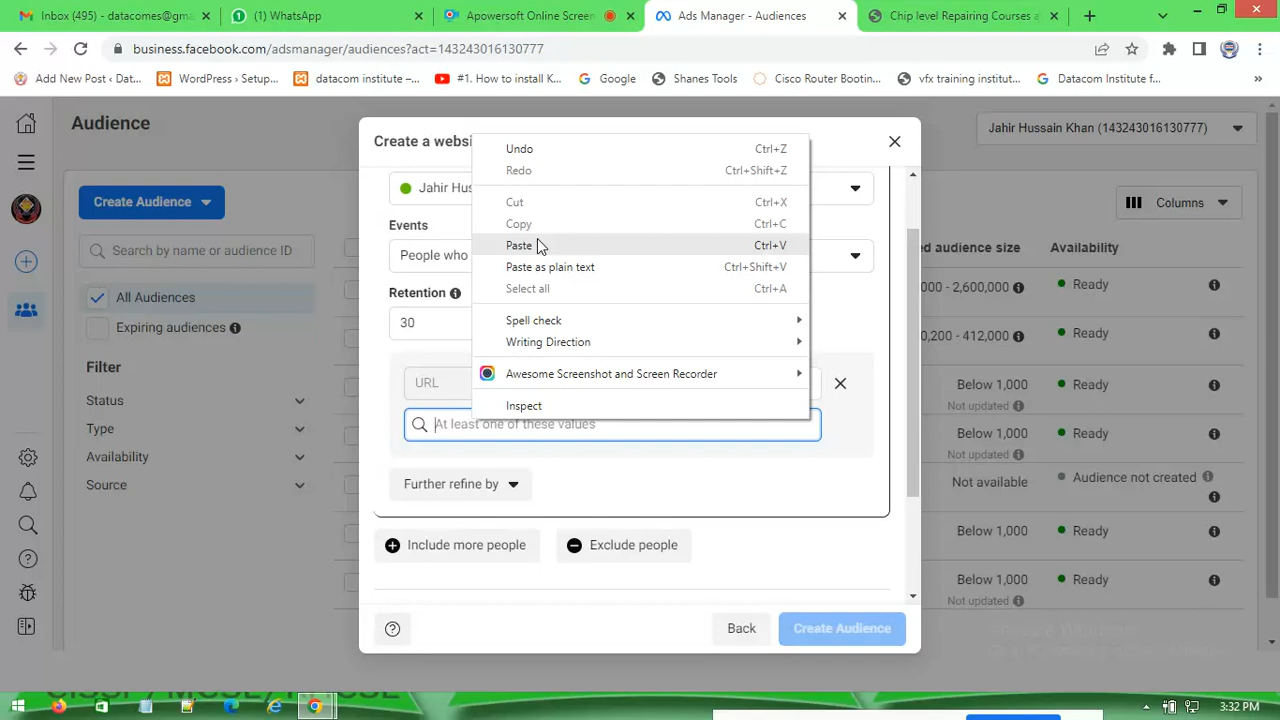 Inbox (495) - datacomes@gma
(1) WhatsApp
Apowersoft Online Screen
Ads Manager - Audiences
Chip level Repairing Courses a
business.facebook.com/adsmanager/audiences?act=143243016130777
Add New Post ‹ Dat...
WordPress › Setup...
datacom institute –...
#1. How to install K...
Google
Shanes Tools
Cisco Router Bootin...
vfx training institut...
Datacom Institute f...
»
Audience
Jahir Hussain Khan (143243016130777)
Create Audience
Columns
Search by name or audience ID
All Audiences
Expiring audiences
Filter
Status
Type
Availability
Source
Create a websi
Jahir Hus
Events
People who
Retention
30
URL
At least one of these values
Further refine by
Include more people
Exclude people
Back
Create Audience
Undo Ctrl+Z
Redo Ctrl+Shift+Z
Cut Ctrl+X
Copy Ctrl+C
Paste Ctrl+V
Paste as plain text Ctrl+Shift+V
Select all Ctrl+A
Spell check
Writing Direction
Awesome Screenshot and Screen Recorder
Inspect
ed audience size Availability
,000 - 2,600,000 Ready
0,200 - 412,000 Ready
Below 1,000 Ready
Not updated
Below 1,000 Ready
Not updated
Not available Audience not created
Below 1,000 Ready
Below 1,000 Ready
Not updated
3:32 PM